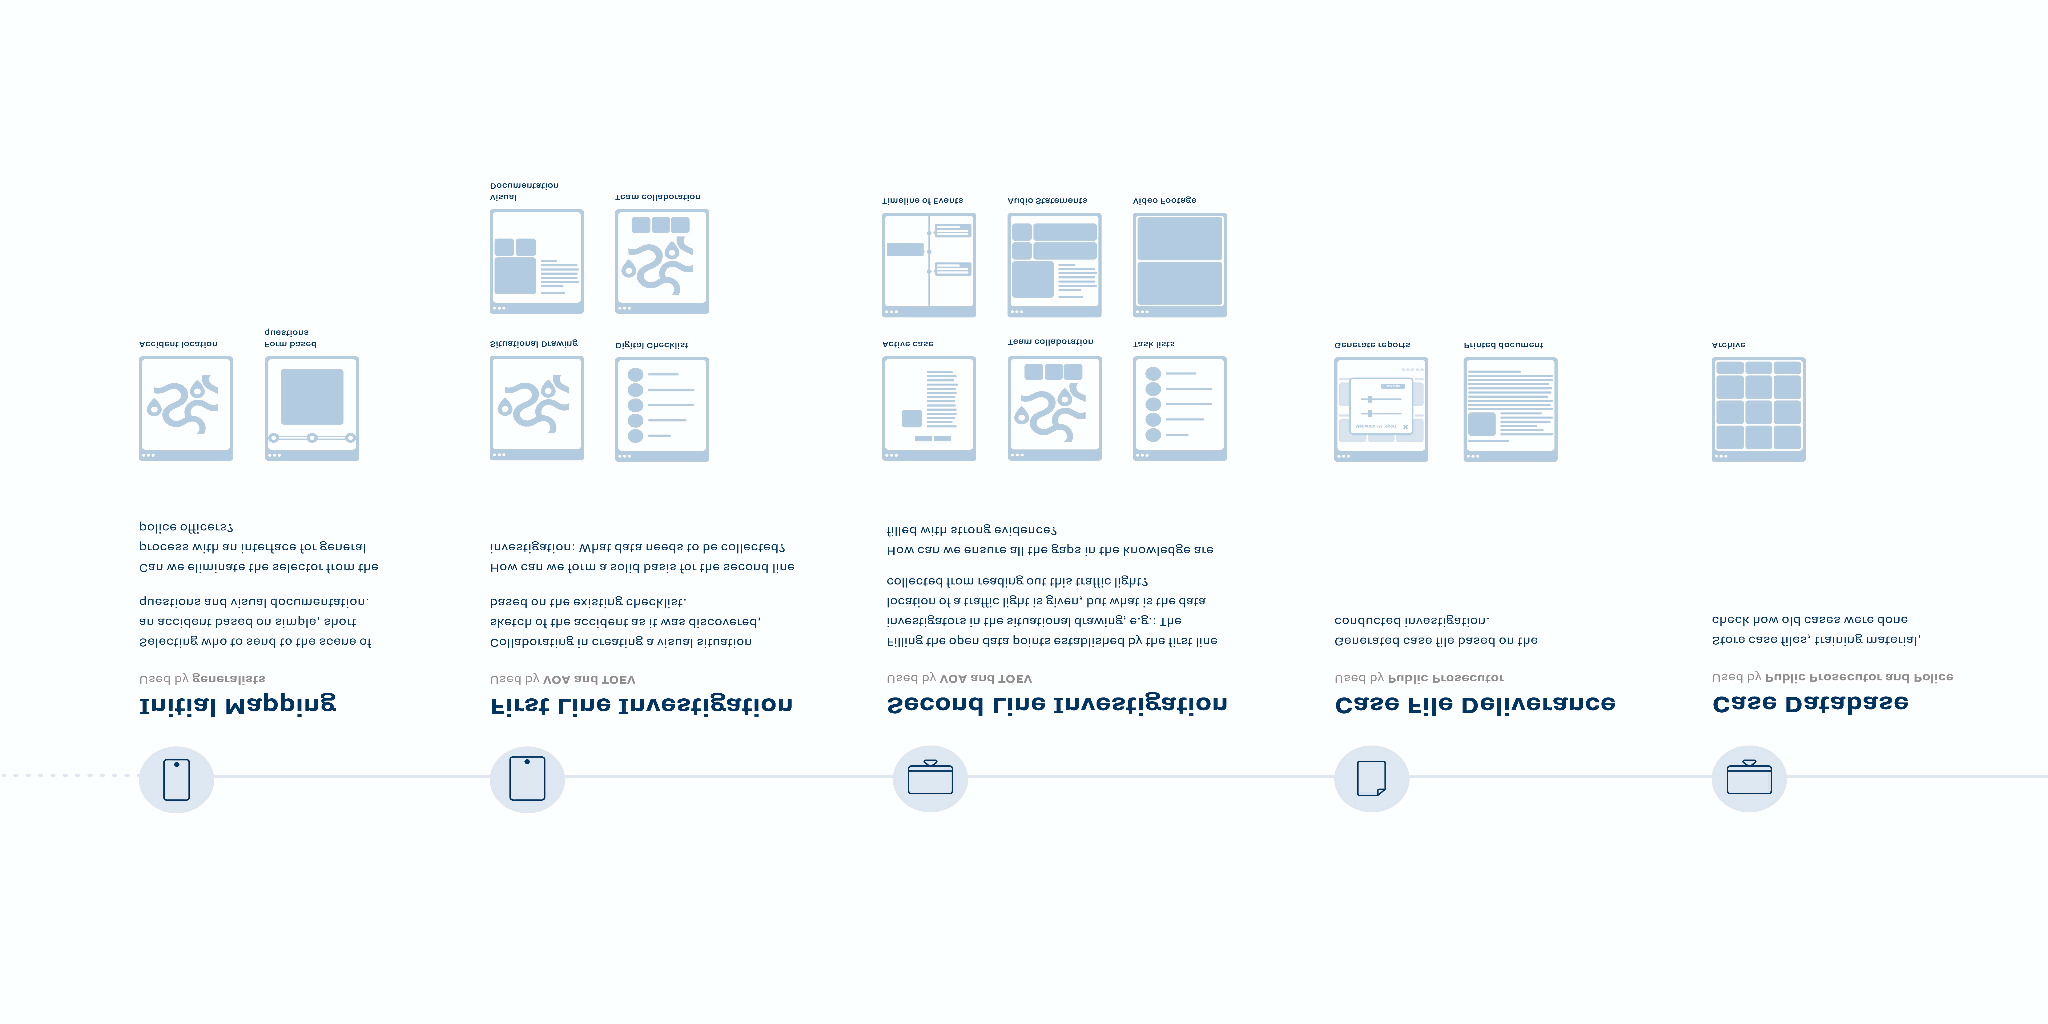 Initial Mapping
Used by generalists
Selecting who to send to the scene of
an accident based on simple, short
questions and visual documentation.
Can we eliminate the selector from the
process with an interface for general
police officers?
Accident location
Form based
questions
First Line Investigation
Used by VOA and TOEV
Collaborating in creating a visual situation
sketch of the accident as it was discovered,
based on the existing checklist.
How can we form a solid basis for the second line
investigation: What data needs to be collected?
Situational Drawing
Digital Checklist
Visual
Documentation
Team collaboration
Second Line Investigation
Used by VOA and TOEV
Filling the open data points established by the first line
investigators in the situational drawing, e.g.: The
location of a traffic light is given, but what is the data
collected from reading out this traffic light?
How can we ensure all the gaps in the knowledge are
filled with strong evidence?
Active case
Team collaboration
Task lists
Timeline of Events
Audio Statements
Video Footage
Case File Deliverance
Used by Public Prosecutor
Generated case file based on the
conducted investigation.
Generate reports
Printed document
Case Database
Used by Public Prosecutor and Police
Store case files, training material,
check how old cases were done
Archive